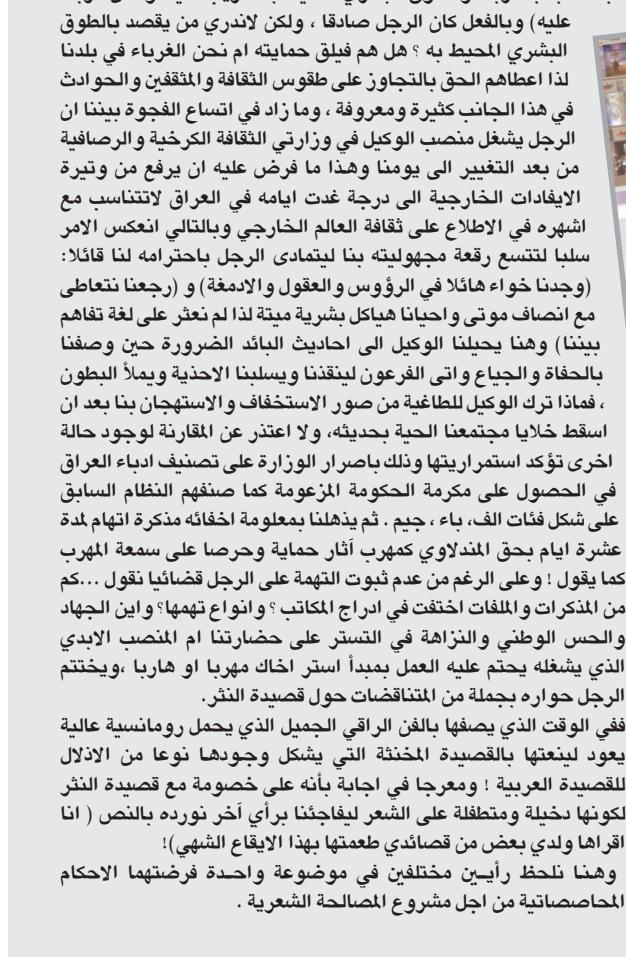 عليه) وبالفعل كان الرجل صادقا ، ولكن لاندري من يقصد بالطوق
البشري المحيط به ؟ هل هم فيلق حمايته ام نحن الغرباء في بلدنا
لذا اعطاهم الحق بالتجاوز على طقوس الثقافة والمثقفين والحوادث
في هذا الجانب كثيرة ومعروفة ، وما زاد في اتساع الفجوة بيننا ان
الرجل يشغل منصب الوكيل في وزارتي الثقافة الكرخية والرصافية
من بعد التغيير الى يومنا وهذا ما فرض عليه ان يرفع من وتيرة
الايفادات الخارجية الى درجة غدت ايامه في العراق لاتتناسب مع
اشهره في الاطلاع على ثقافة العالم الخارجي وبالتالي انعكس الامر
سلبا لتتسع رقعة مجهوليته بنا ليتمادى الرجل باحترامه لنا قائلا:
(وجدنا خواء هائلا في الرؤوس والعقول والادمغة) و (رجعنا نتعاطى
مع انصاف موتى واحيانا هياكل بشرية ميتة لذا لم نعثر على لغة تفاهم
بيننا) وهنا يحيلنا الوكيل الى احاديث البائد الضرورة حين وصفنا
بالحفاة والجياع واتى الفرعون لينقذنا ويسلبنا الاحذية ويملأ البطون
، فماذا ترك الوكيل للطاغية من صور الاستخفاف والاستهجان بنا بعد ان
اسقط خلايا مجتمعنا الحية بحديثه، ولا اعتذر عن المقارنة لوجود حالة
اخرى تؤكد استمراريتها وذلك باصرار الوزارة على تصنيف ادباء العراق
في الحصول على مكرمة الحكومة المزعومة كما صنفهم النظام السابق
على شكل فئات الف، باء ، جيم . ثم يذهلنا بمعلومة اخفائه مذكرة اتهام لمدة
عشرة ايام بحق المندلاوي كمهرب آثار حماية وحرصا على سمعة المهرب
كما يقول ! وعلى الرغم من عدم ثبوت التهمة على الرجل قضائيا نقول ...كم
من المذكرات والملفات اختفت في ادراج المكاتب ؟ وانواع تهمها؟ واين الجهاد
والحس الوطني والنزاهة في التستر على حضارتنا ام المنصب الابدي
الذي يشغله يحتم عليه العمل بمبدأ استر اخاك مهربا او هاربا ،ويختتم
الرجل حواره بجملة من المتناقضات حول قصيدة النثر.
ففي الوقت الذي يصفها بالفن الراقي الجميل الذي يحمل رومانسية عالية
يعود لينعتها بالقصيدة المخنثة التي يشكل وجودها نوعا من الاذلال
للقصيدة العربية ! ومعرجا في اجابة بأنه على خصومة مع قصيدة النثر
لكونها دخيلة ومتطفلة على الشعر ليفاجئنا برأي آخر نورده بالنص ( انا
اقراها ولدي بعض من قصائدي طعمتها بهذا الايقاع الشهي)!
وهنا نلحظ رأيين مختلفين في موضوعة واحدة فرضتهما الاحكام
المحاصصاتية من اجل مشروع المصالحة الشعرية .